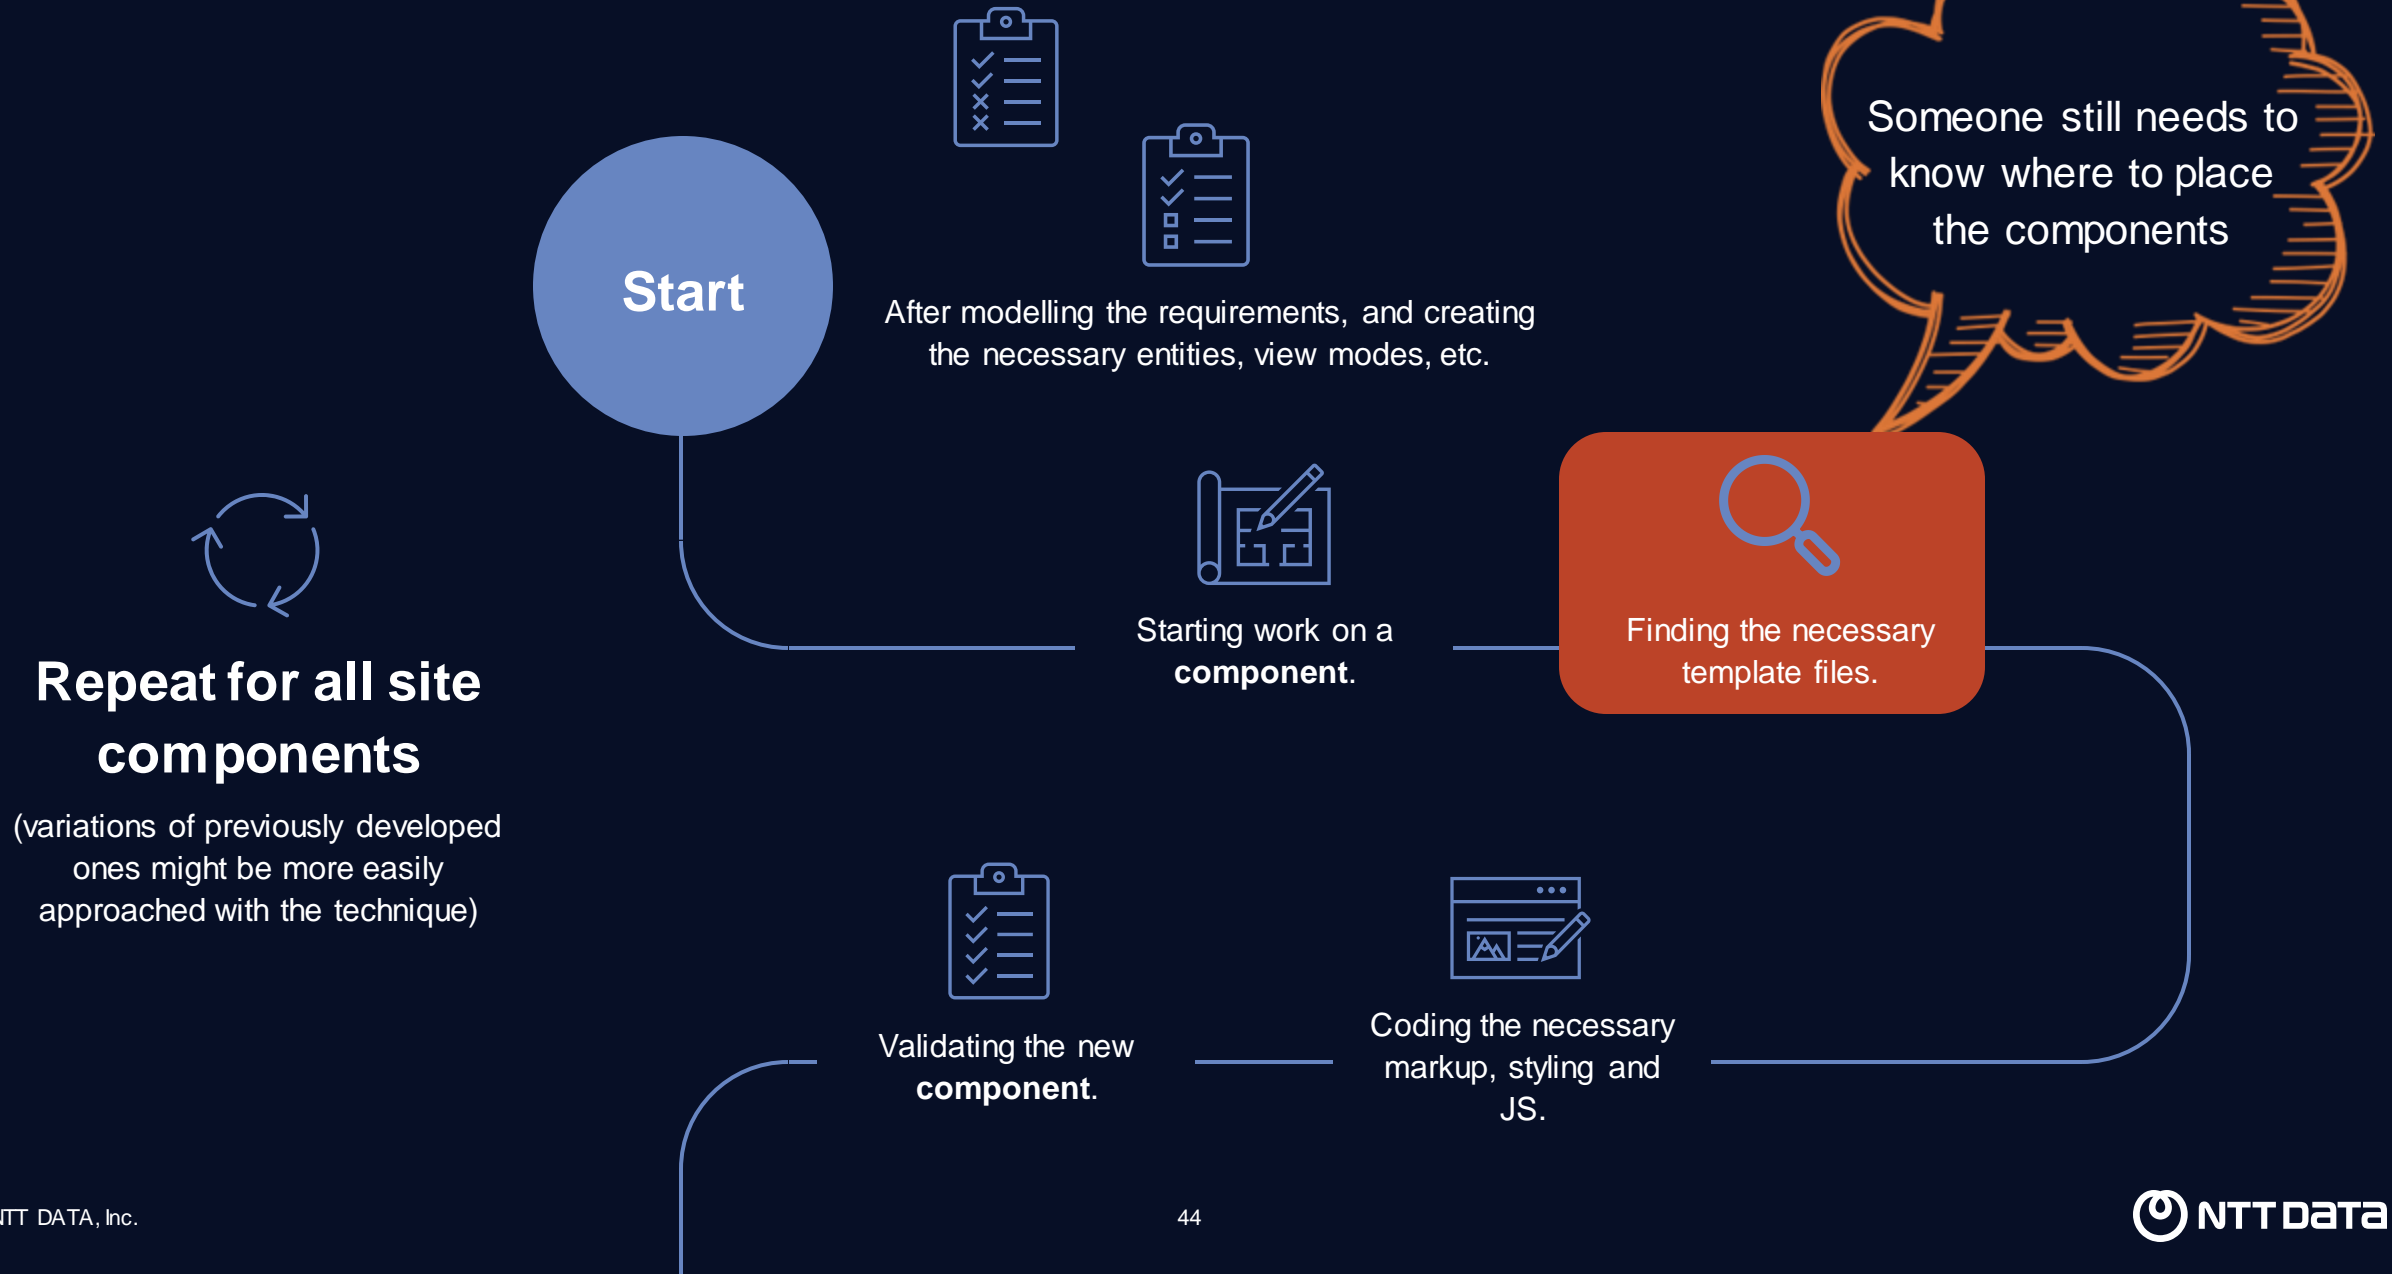 Someone still needs to
know where to place
the components
Start
After modelling the requirements, and creating
the necessary entities, view modes, etc.
Starting work on a
component.
Finding the necessary
template files.
Repeat for all site
components
(variations of previously developed
ones might be more easily
approached with the technique)
Validating the new
component.
Coding the necessary
markup, styling and
JS.
NTT DATA, Inc.
44
NTT DATA